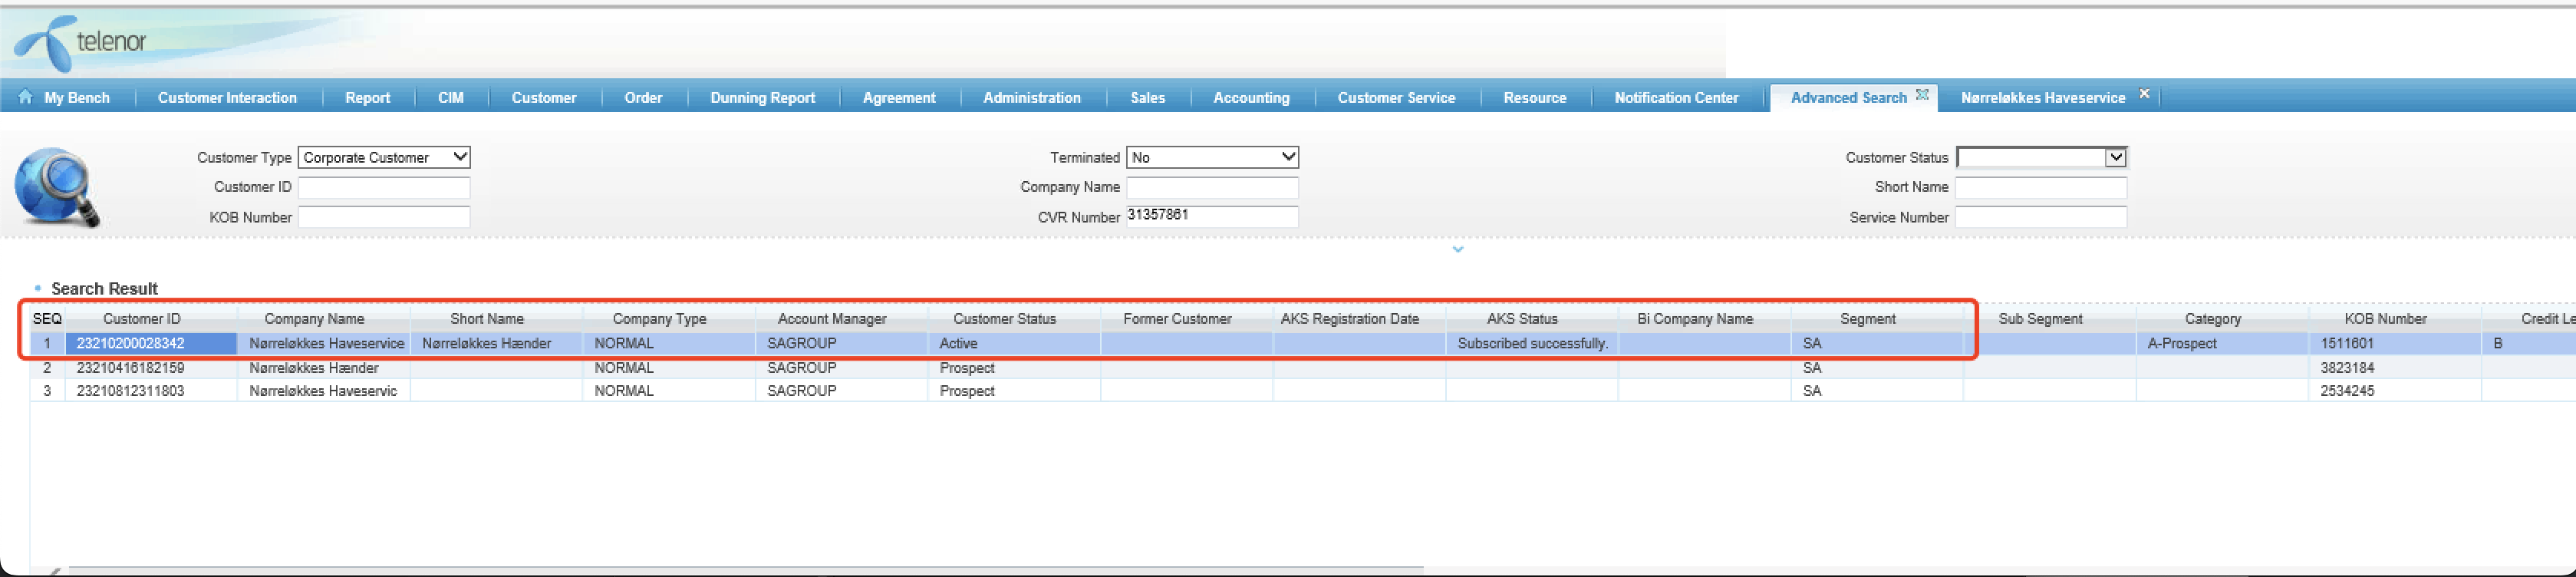 telenor
My Bench Customer Interaction Report CIM Customer Order Dunning Report Agreement Administration Sales Accounting Customer Service Resource Notification Center Advanced Search Nørreløkkes Haveservice
Customer Type Corporate Customer Terminated No Customer Status
Customer ID Company Name Short Name
KOB Number CVR Number 31357861 Service Number
Search Result
SEQ Customer ID Company Name Short Name Company Type Account Manager Customer Status Former Customer AKS Registration Date AKS Status Bi Company Name Segment Sub Segment Category KOB Number Credit Le
1 23210200028342 Nørreløkkes Haveservice Nørreløkkes Hænder NORMAL SAGROUP Active Subscribed successfully. SA A-Prospect 1511601 B
2 23210416182159 Nørreløkkes Hænder NORMAL SAGROUP Prospect SA 3823184
3 23210812311803 Nørreløkkes Haveservic NORMAL SAGROUP Prospect SA 2534245